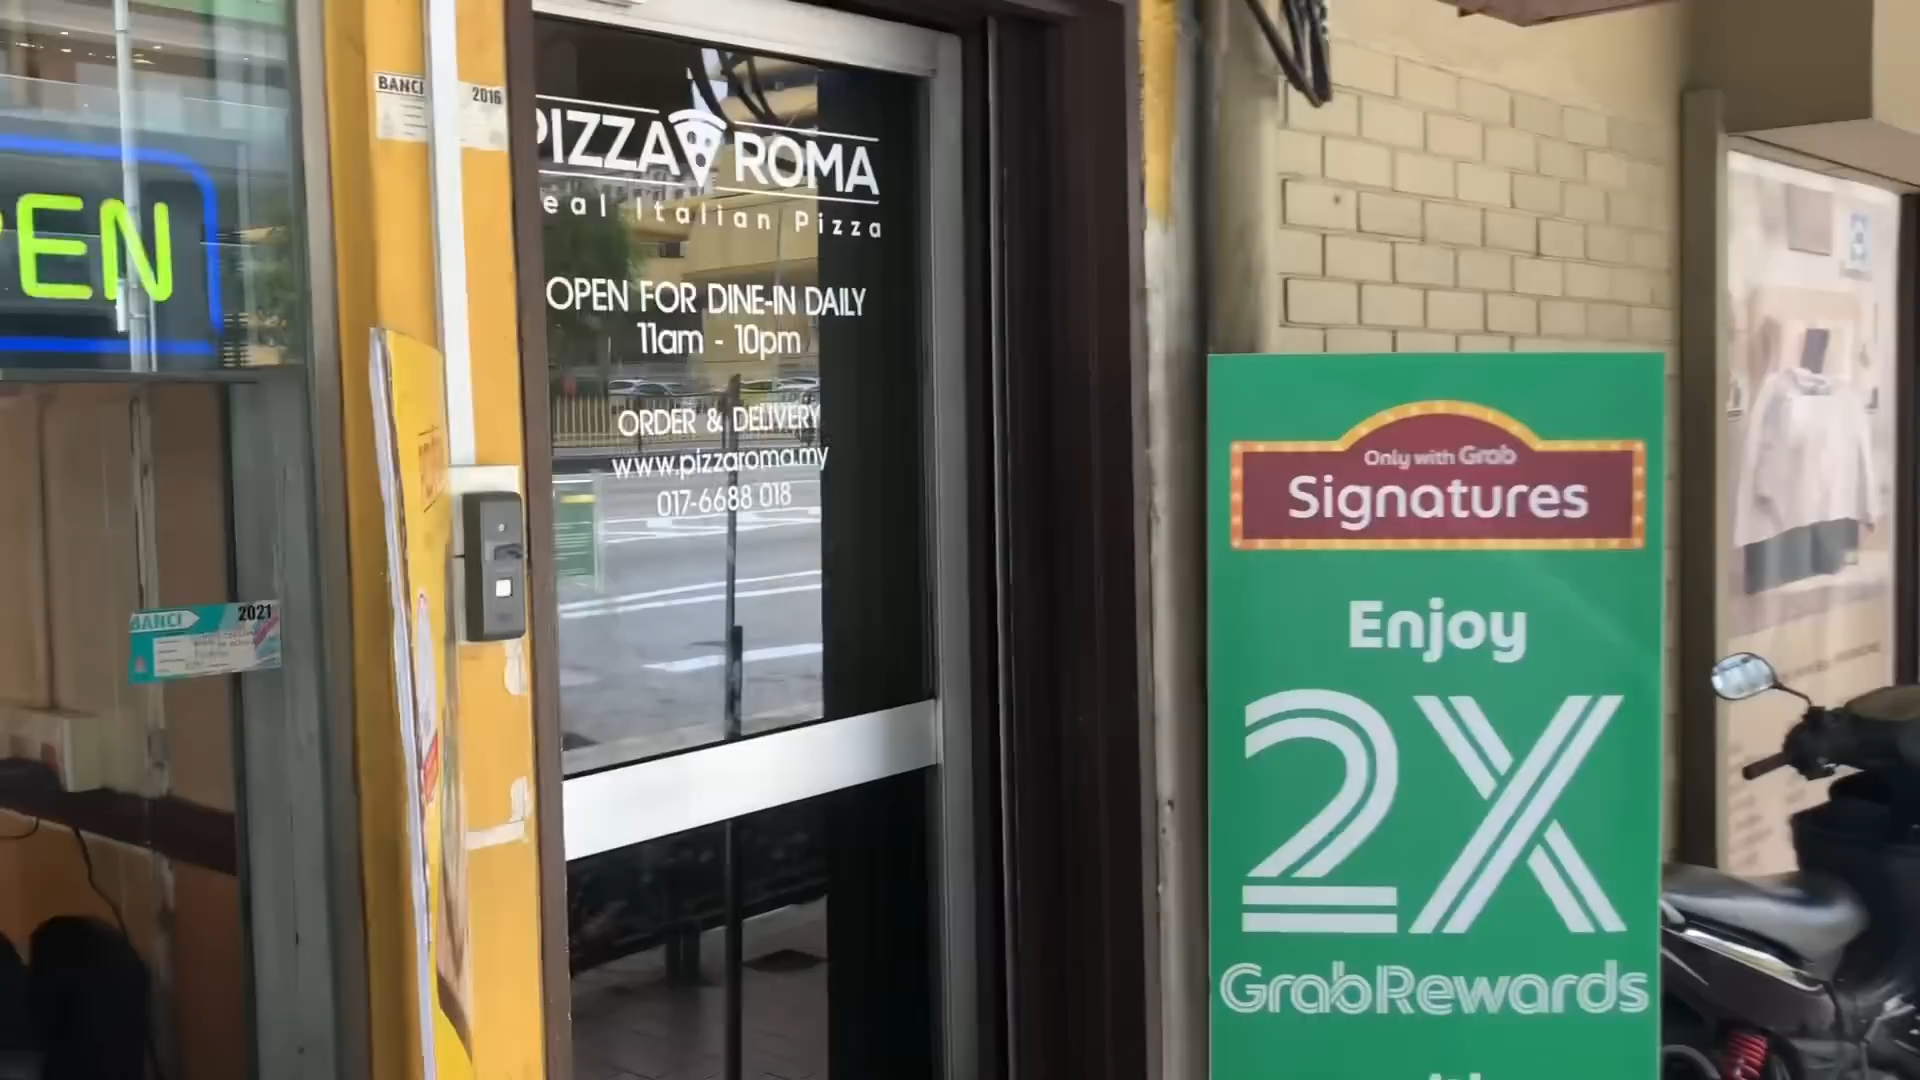 EN
BANCI
2016
PIZZA ROMA
eal Italian Pizza
OPEN FOR DINE-IN DAILY
11am - 10pm
ORDER & DELIVERY
www.pizzaroma.my
017-6688 018
BANCI
2021
Only with Grab
Signatures
Enjoy
2X
GrabRewards